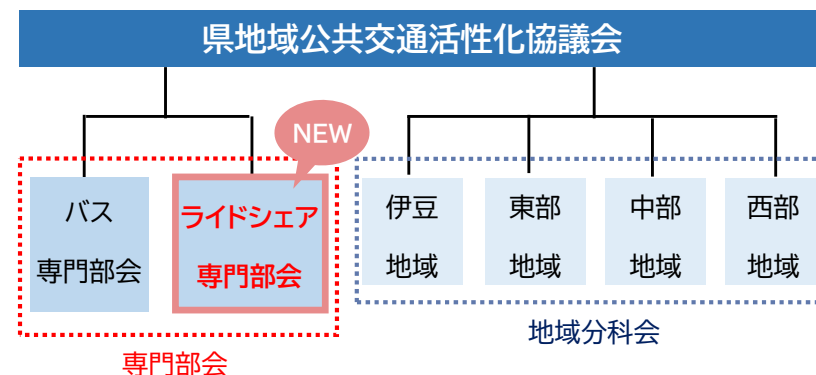 県地域公共交通活性化協議会
NEW
バス
専門部会
ライドシェア
専門部会
伊豆
地域
東部
地域
中部
地域
西部
地域
専門部会
地域分科会